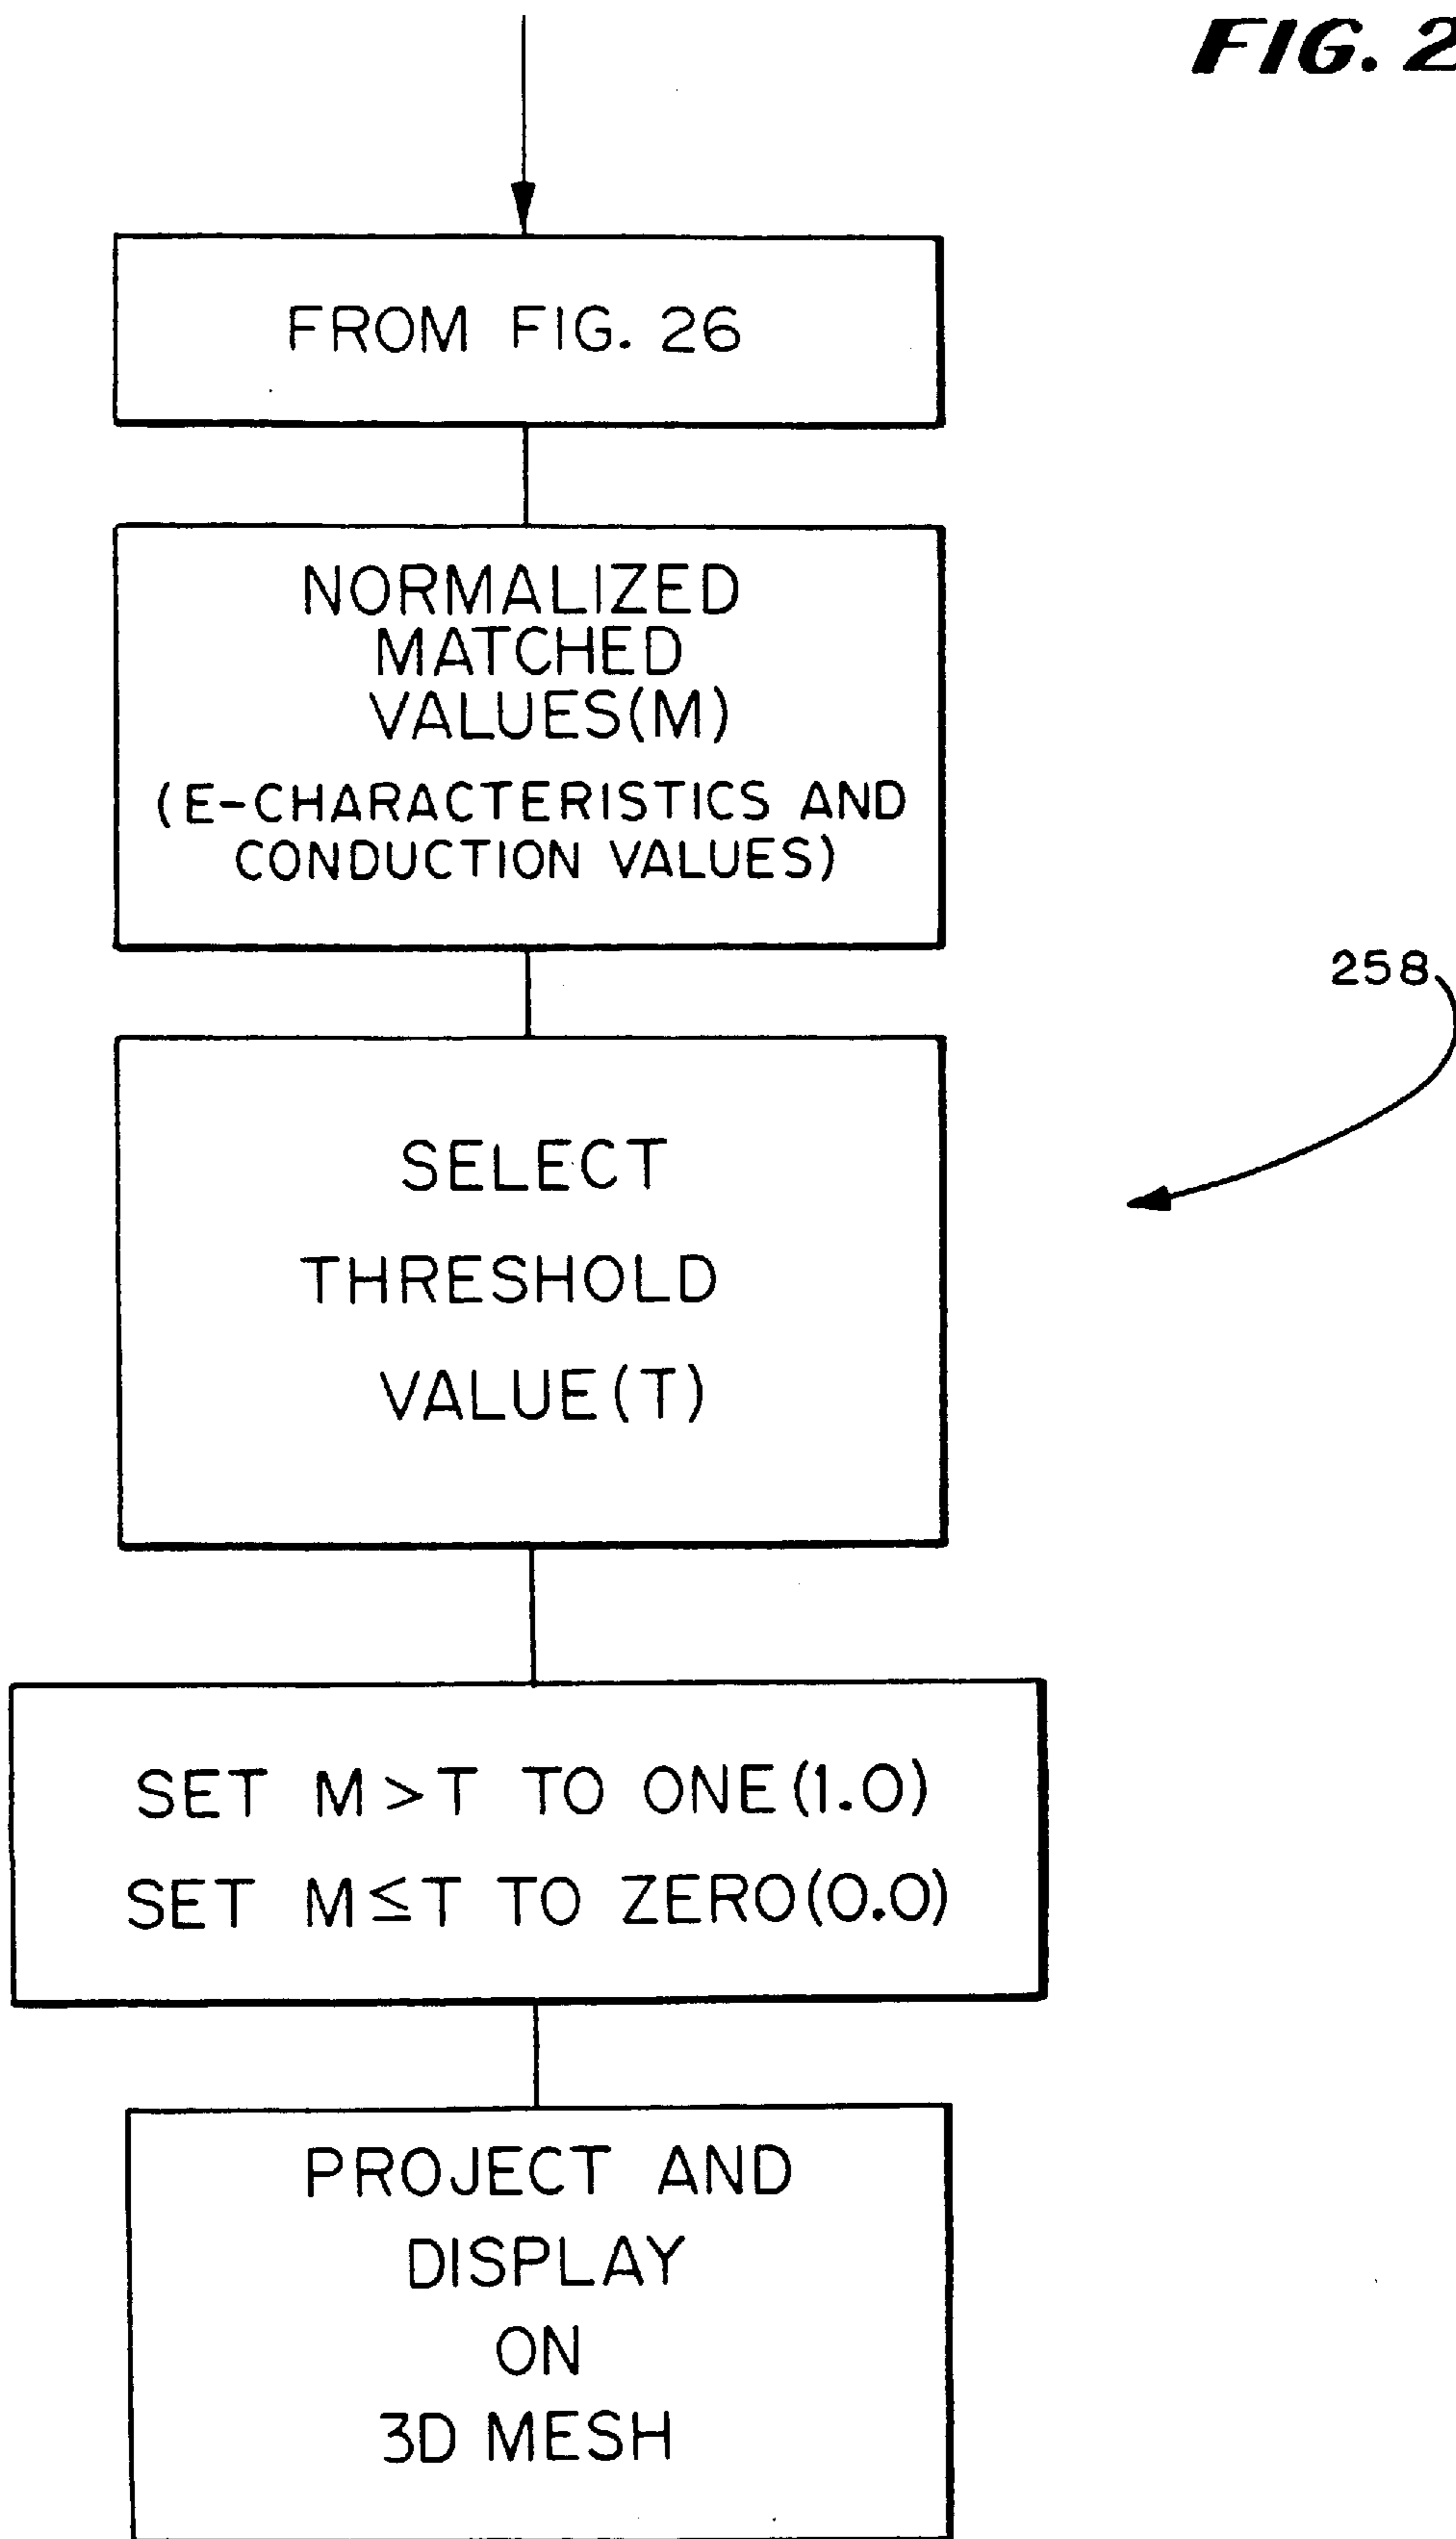 FIG. 2
FROM FIG. 26
NORMALIZED
MATCHED
VALUES(M)
(E-CHARACTERISTICS AND
CONDUCTION VALUES)
258
SELECT
THRESHOLD
VALUE(T)
SET M>T TO ONE(1.0)
SET M≤T TO ZERO(0.0)
PROJECT AND
DISPLAY
ON
3D MESH